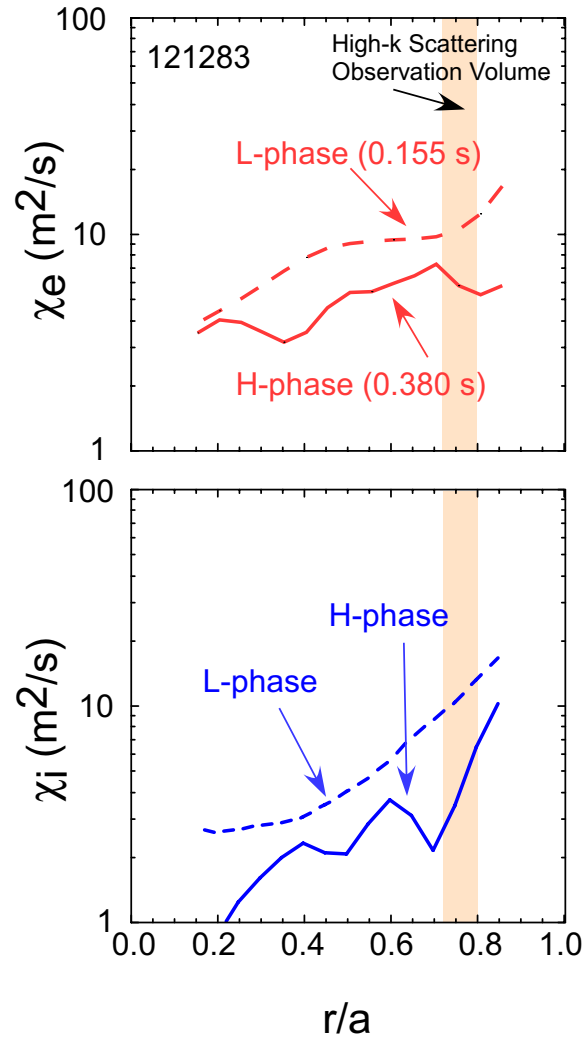 100
121283
High-k Scattering
Observation Volume
L-phase (0.155 s)
10
χe (m2/s)
H-phase (0.380 s)
1
100
H-phase
L-phase
10
χi (m2/s)
1
0.0 0.2 0.4 0.6 0.8 1.0
r/a